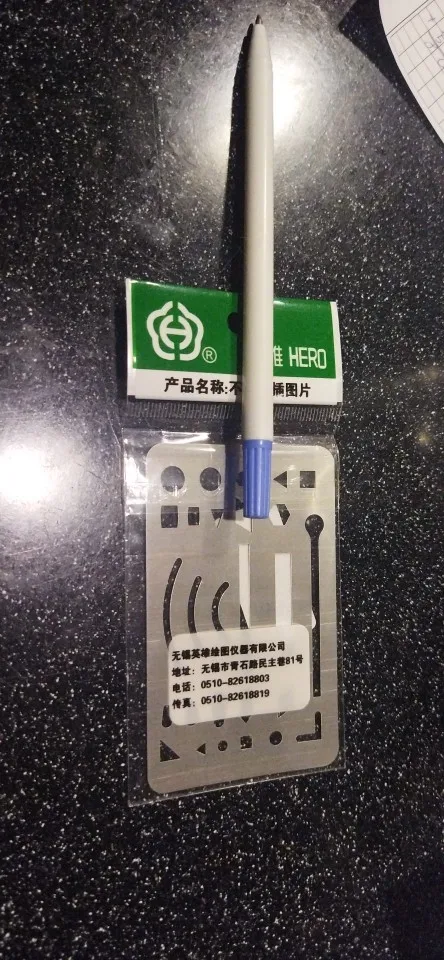 ® 雄 HERO
产品名称:不 插图片
无锡英雄绘图仪器有限公司
地址：无锡市青石路民主巷81号
电话：0510-82618803
传真：0510-82618819